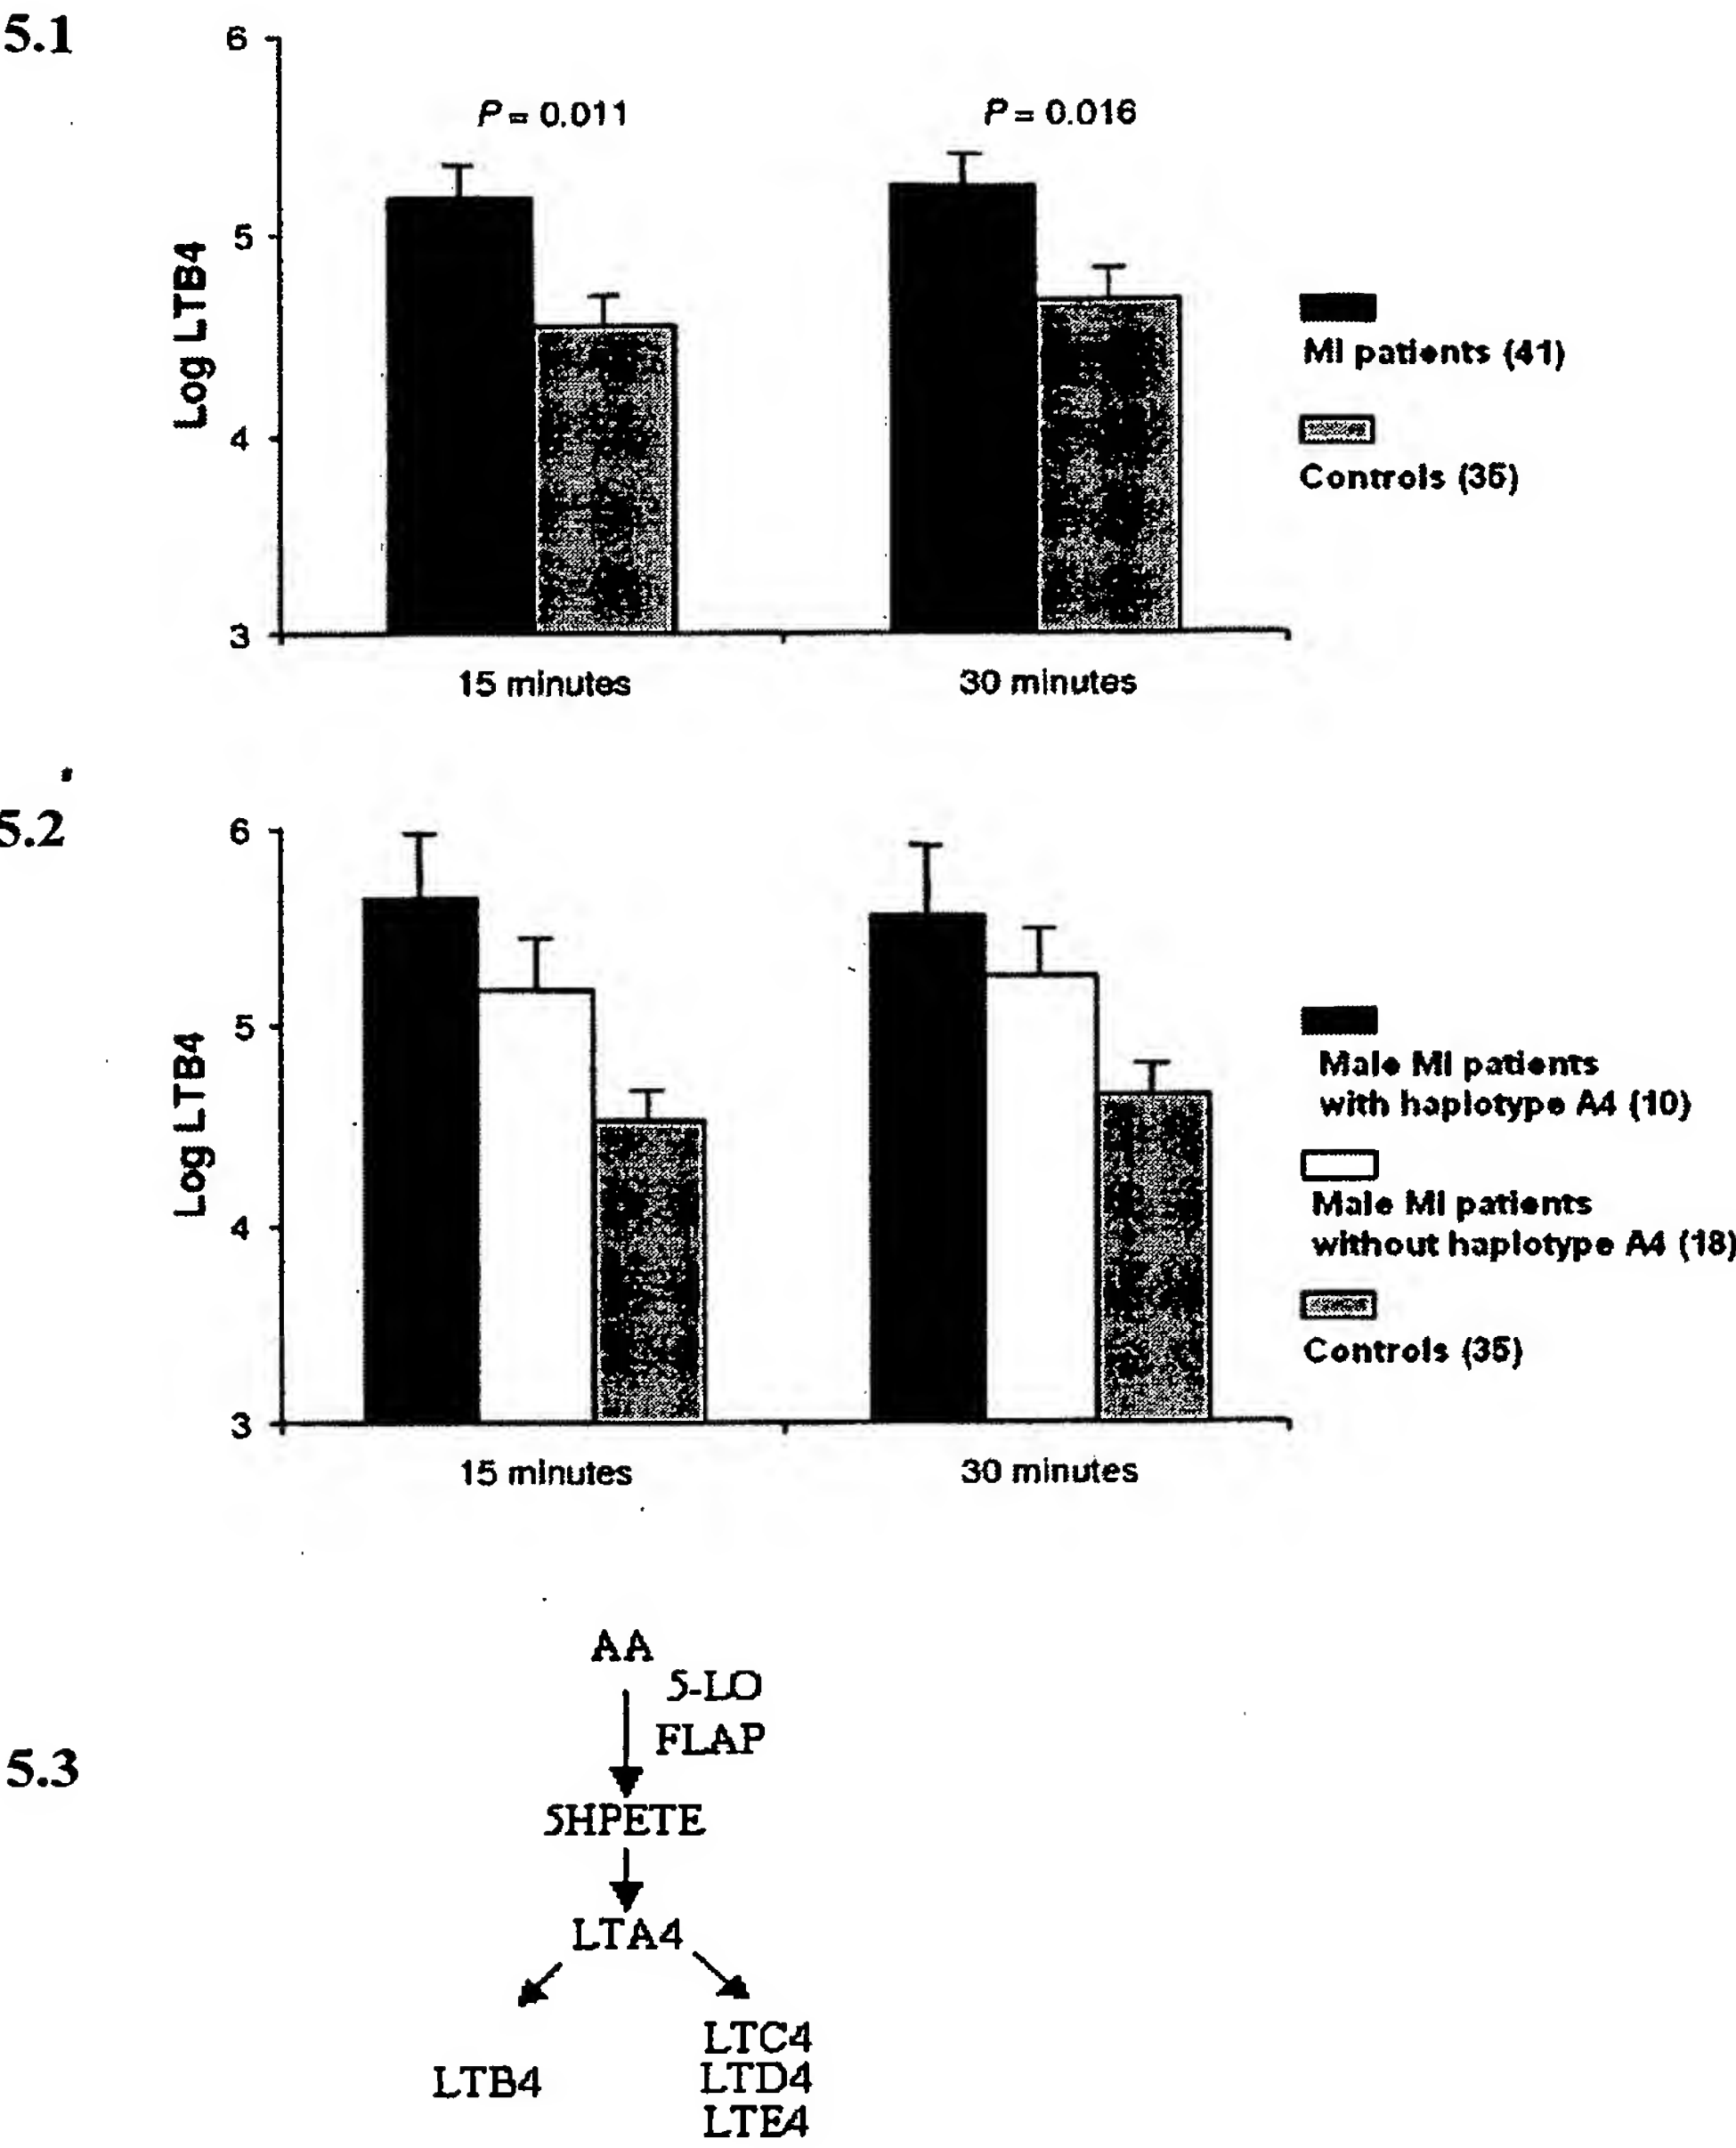 5.1
6
P = 0.011
P = 0.016
5
Log LTB4
4
3
15 minutes
30 minutes
MI patients (41)
Controls (35)
5.2
6
5
Log LTB4
4
3
15 minutes
30 minutes
Male MI patients
with haplotype A4 (10)
Male MI patients
without haplotype A4 (18)
Controls (35)
5.3
AA
5-LO
FLAP
5HPETE
LTA4
LTB4
LTC4
LTD4
LTE4